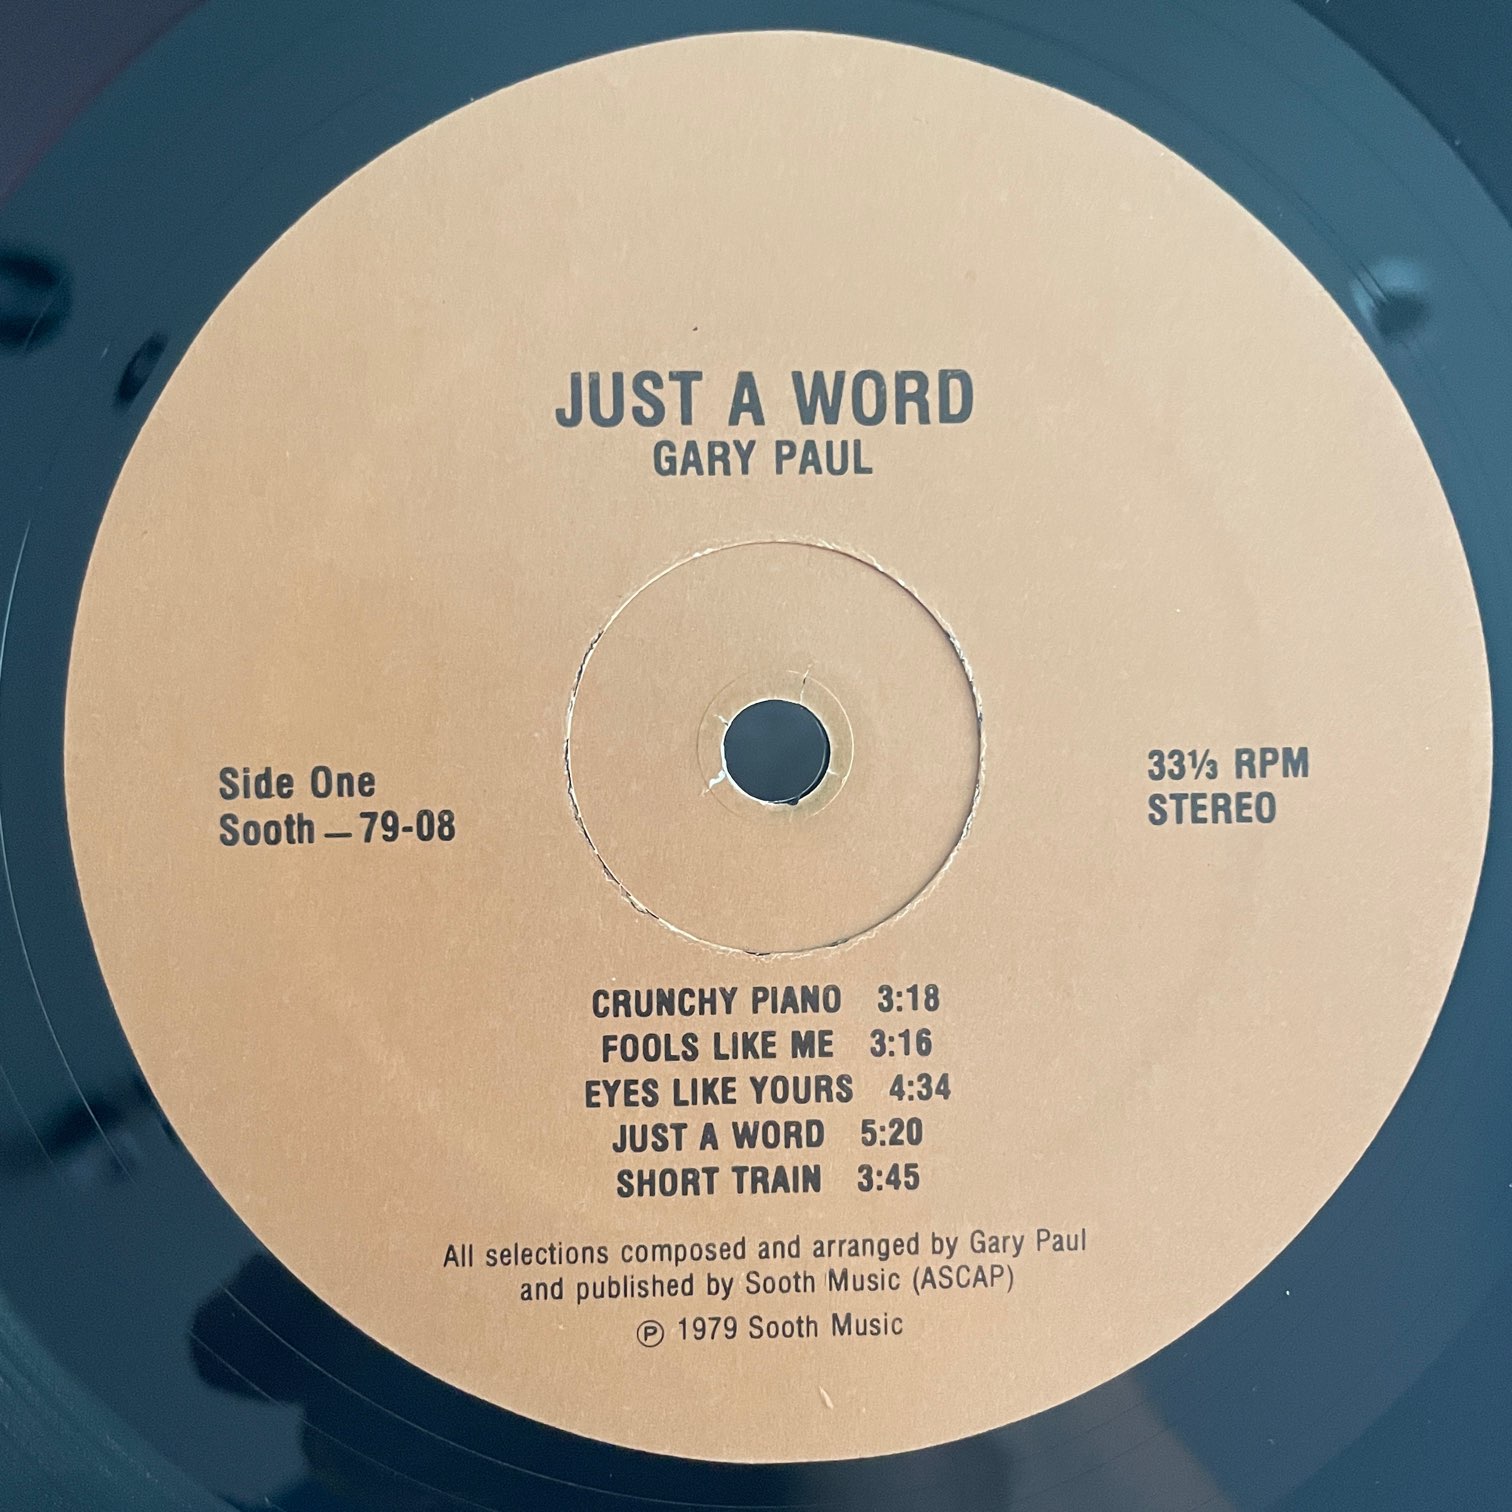 JUST A WORD
GARY PAUL
Side One
Sooth — 79-08
33⅓ RPM
STEREO
CRUNCHY PIANO 3:18
FOOLS LIKE ME 3:16
EYES LIKE YOURS 4:34
JUST A WORD 5:20
SHORT TRAIN 3:45
All selections composed and arranged by Gary Paul
and published by Sooth Music (ASCAP)
℗ 1979 Sooth Music